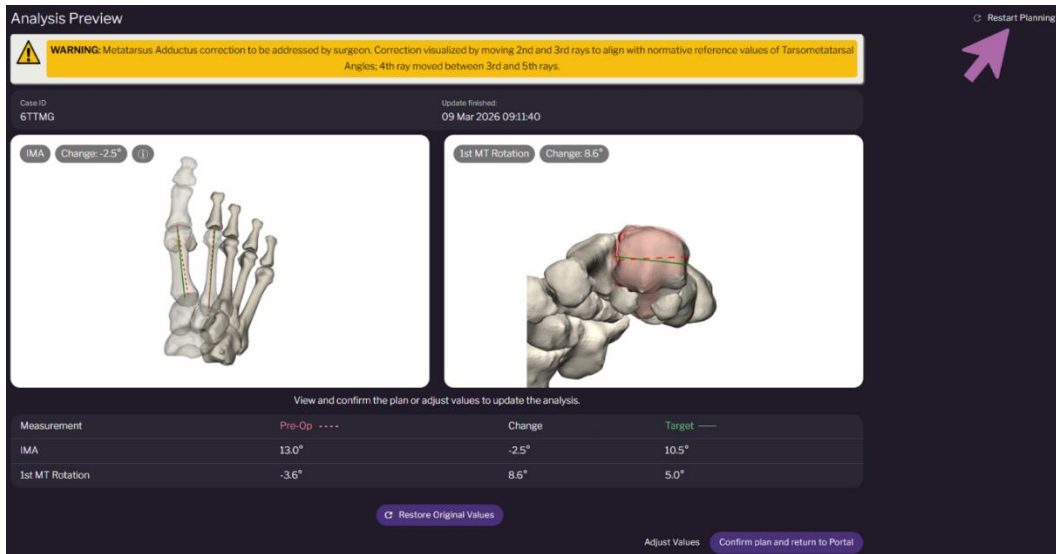 Analysis Preview
Restart Planning
WARNING: Metatarsus Adductus correction to be addressed by surgeon. Correction visualized by moving 2nd and 3rd rays to align with normative reference values of Tarsometatarsal
Angles; 4th ray moved between 3rd and 5th rays.
Case ID
Update finished:
6TTMG
09 Mar 2026 09:11:40
IMA Change: -2.5°
1st MT Rotation Change: 8.6°
View and confirm the plan or adjust values to update the analysis.
Measurement Pre-Op Change Target
IMA 13.0° -2.5° 10.5°
1st MT Rotation -3.6° 8.6° 5.0°
Restore Original Values
Adjust Values Confirm plan and return to Portal